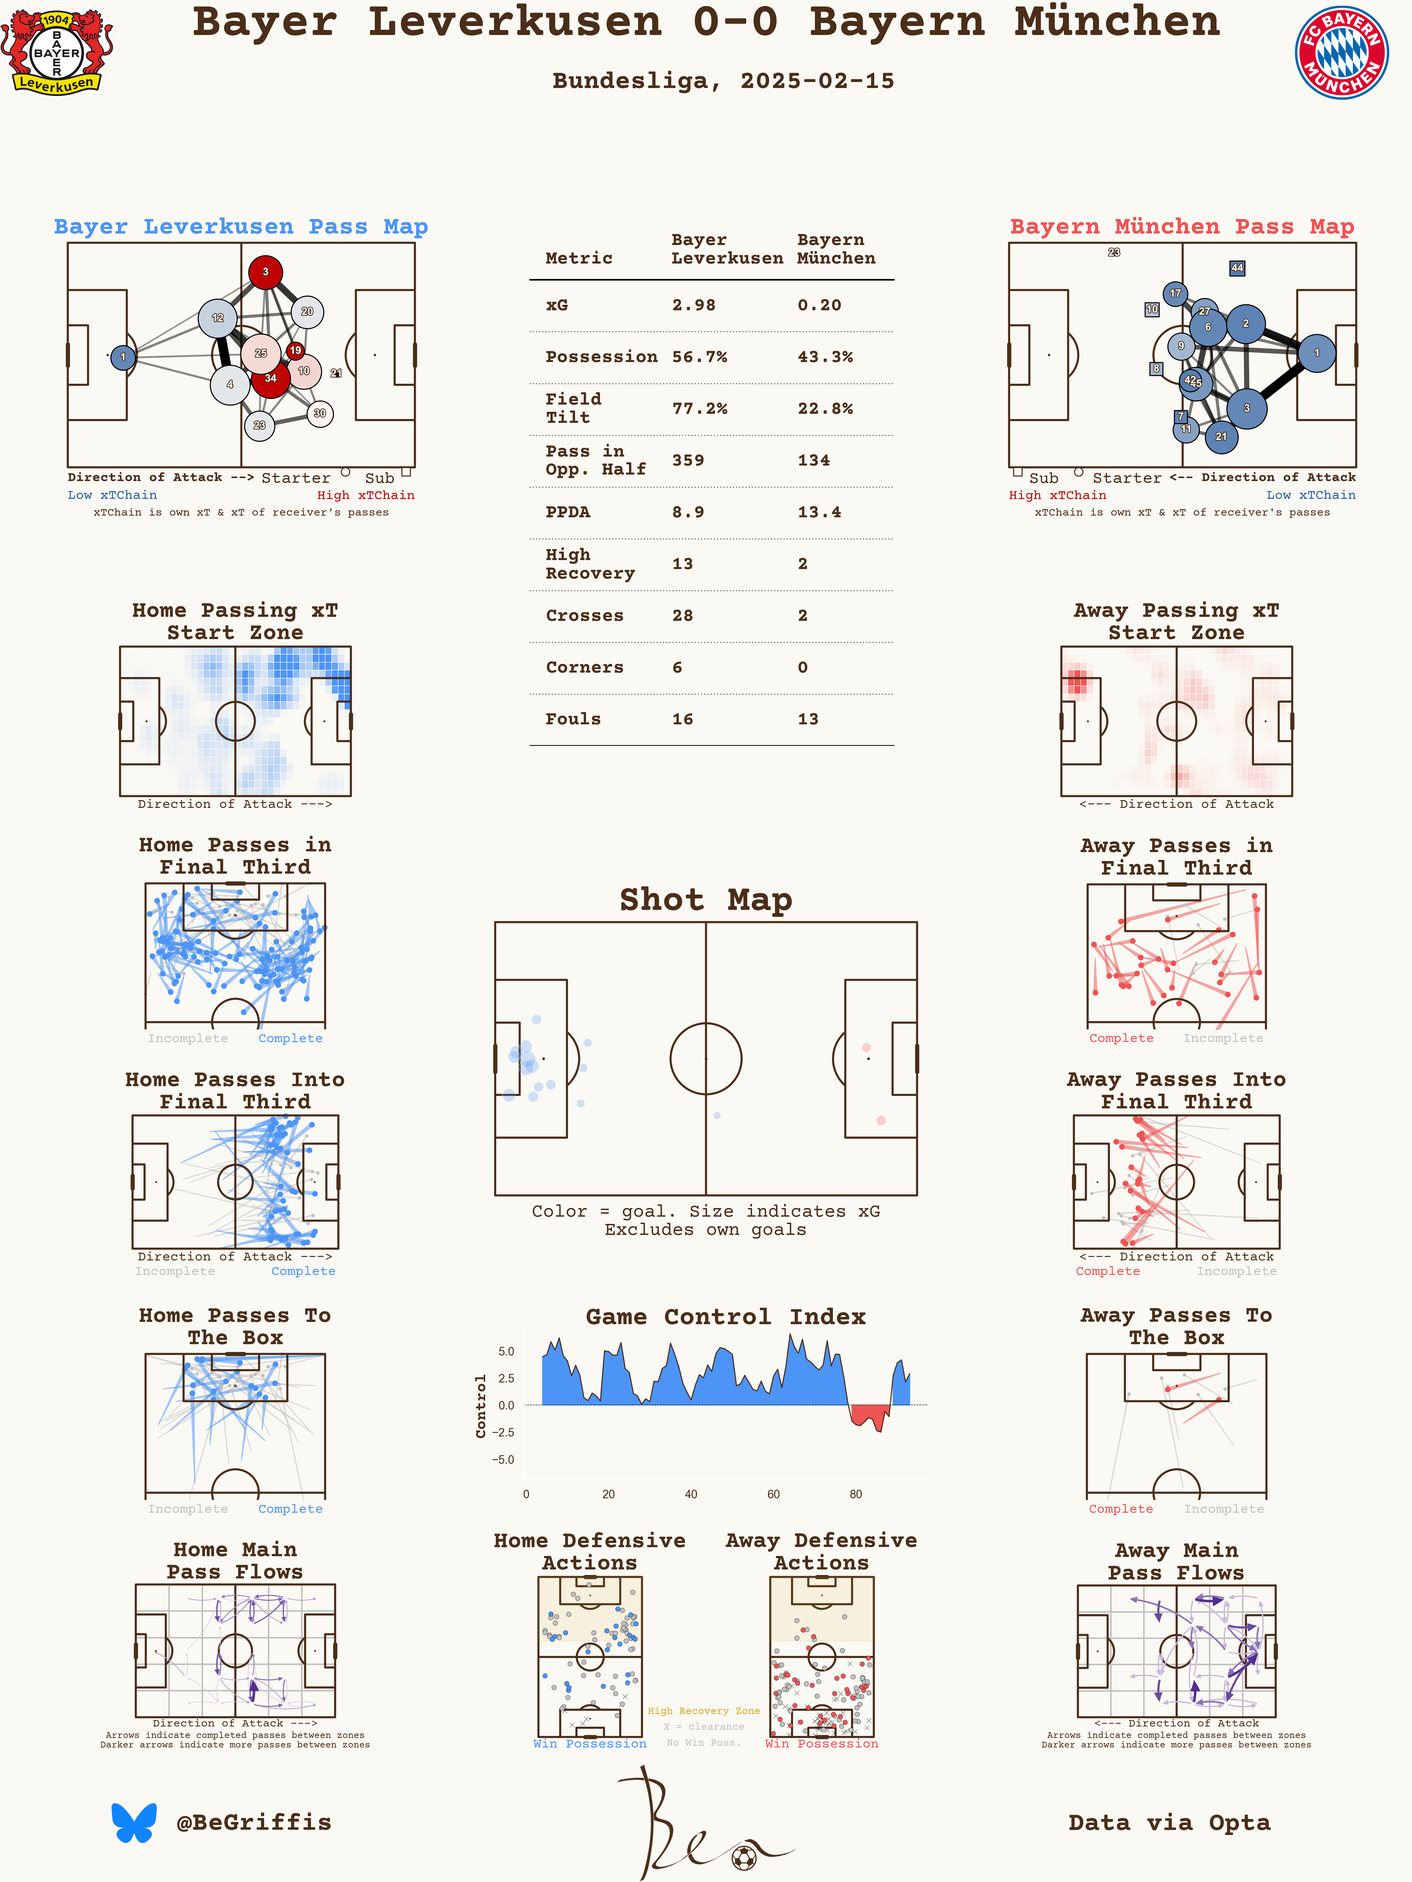 Bayer Leverkusen 0-0 Bayern München
Bundesliga, 2025-02-15
1904
BAYER
BAYER
Leverkusen
FC BAYERN
MÜNCHEN
Bayer Leverkusen Pass Map
3
12
20
1
25
19
10
21
4
34
23
30
Direction of Attack --> Starter Sub
Low xTChain High xTChain
xTChain is own xT & xT of receiver's passes
Metric Bayer Leverkusen Bayern München
xG 2.98 0.20
Possession 56.7% 43.3%
Field Tilt 77.2% 22.8%
Pass in Opp. Half 359 134
PPDA 8.9 13.4
High Recovery 13 2
Crosses 28 2
Corners 6 0
Fouls 16 13
Bayern München Pass Map
23
44
17
10
27
6
2
9
1
8
42
45
3
7
11
21
Sub Starter <-- Direction of Attack
High xTChain Low xTChain
xTChain is own xT & xT of receiver's passes
Home Passing xT
Start Zone
Direction of Attack --->
Away Passing xT
Start Zone
<--- Direction of Attack
Home Passes in
Final Third
Incomplete Complete
Shot Map
Color = goal. Size indicates xG
Excludes own goals
Away Passes in
Final Third
Complete Incomplete
Home Passes Into
Final Third
Direction of Attack --->
Incomplete Complete
Away Passes Into
Final Third
<--- Direction of Attack
Complete Incomplete
Home Passes To
The Box
Incomplete Complete
Game Control Index
Control
5.0
2.5
0.0
−2.5
−5.0
0 20 40 60 80
Away Passes To
The Box
Complete Incomplete
Home Main
Pass Flows
Direction of Attack --->
Arrows indicate completed passes between zones
Darker arrows indicate more passes between zones
Home Defensive
Actions
Win Possession
High Recovery Zone
X = clearance
No Win Poss.
Away Defensive
Actions
Win Possession
Away Main
Pass Flows
<--- Direction of Attack
Arrows indicate completed passes between zones
Darker arrows indicate more passes between zones
@BeGriffis
Ben
Data via Opta